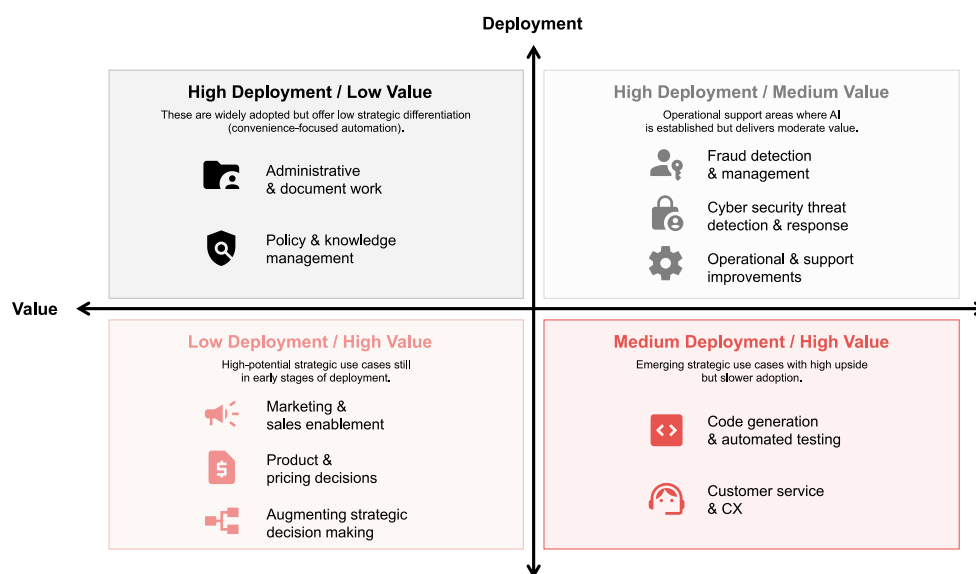 Deployment
High Deployment / Low Value
These are widely adopted but offer low strategic differentiation
(convenience-focused automation).
Administrative
& document work
Policy & knowledge
management
High Deployment / Medium Value
Operational support areas where AI
is established but delivers moderate value.
Fraud detection
& management
Cyber security threat
detection & response
Operational & support
improvements
Value
Low Deployment / High Value
High-potential strategic use cases still
in early stages of deployment.
Marketing &
sales enablement
Product &
pricing decisions
Augmenting strategic
decision making
Medium Deployment / High Value
Emerging strategic use cases with high upside
but slower adoption.
Code generation
& automated testing
Customer service
& CX